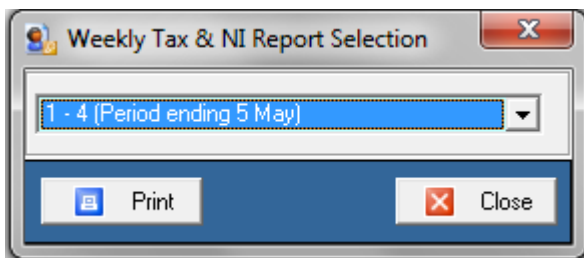 Weekly Tax & NI Report Selection
1 - 4 (Period ending 5 May)
Print
Close